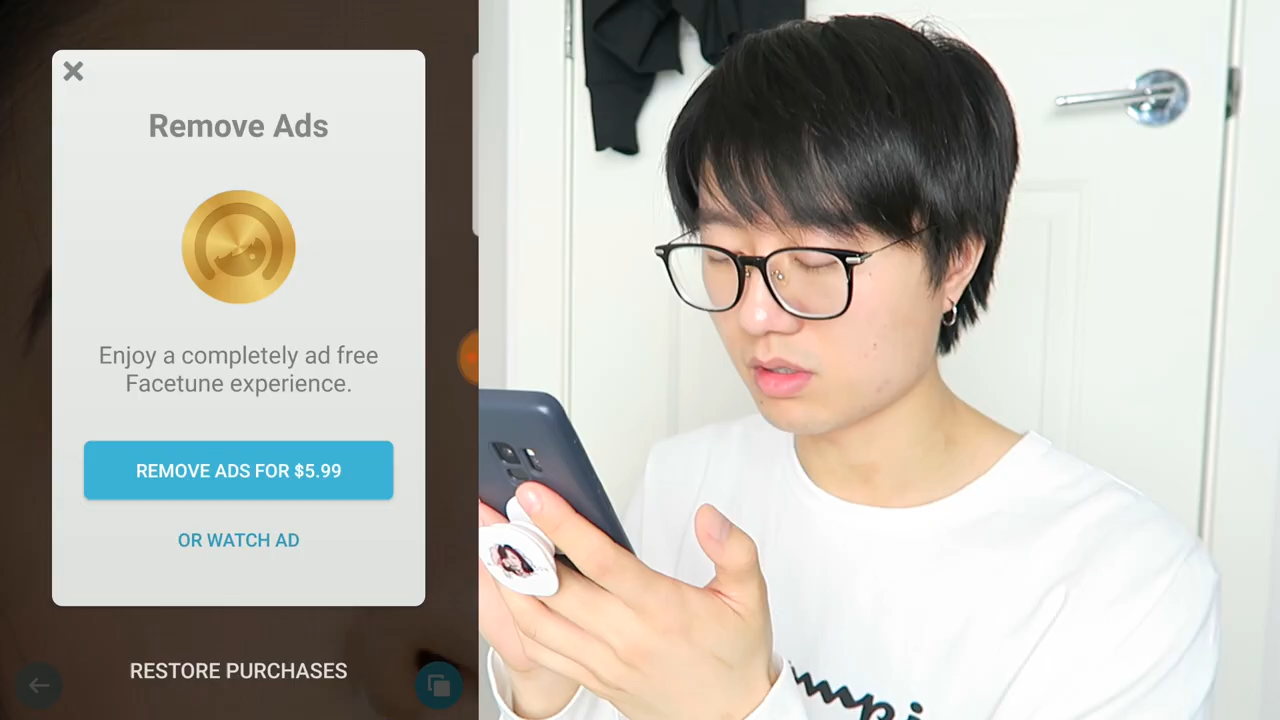 Remove Ads
Enjoy a completely ad free
Facetune experience.
REMOVE ADS FOR $5.99
OR WATCH AD
RESTORE PURCHASES